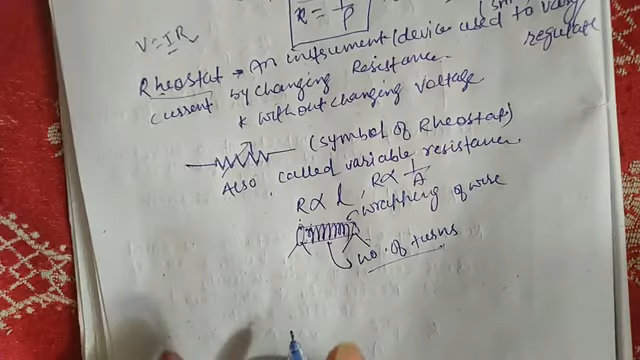 K = 1/ρ
V = IR
Rheostat → An instrument/device used to vary
regulate
current by changing Resistance.
* without changing voltage
(symbol of Rheostat)
Also called variable resistance
R ∝ l, R ∝ 1/A
wrapping of wire
no. of turns